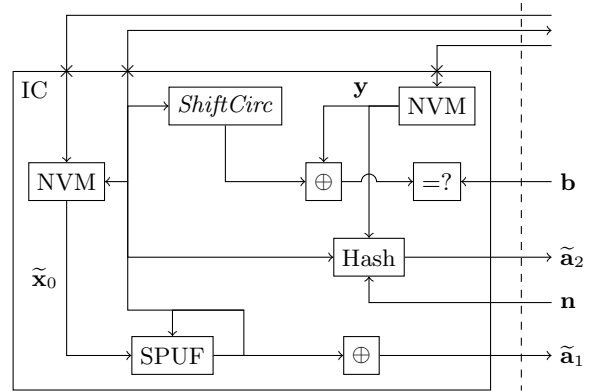 IC
ShiftCirc
y
NVM
NVM
⊕
=?
b
Hash
ã₂
x̃₀
n
SPUF
⊕
ã₁